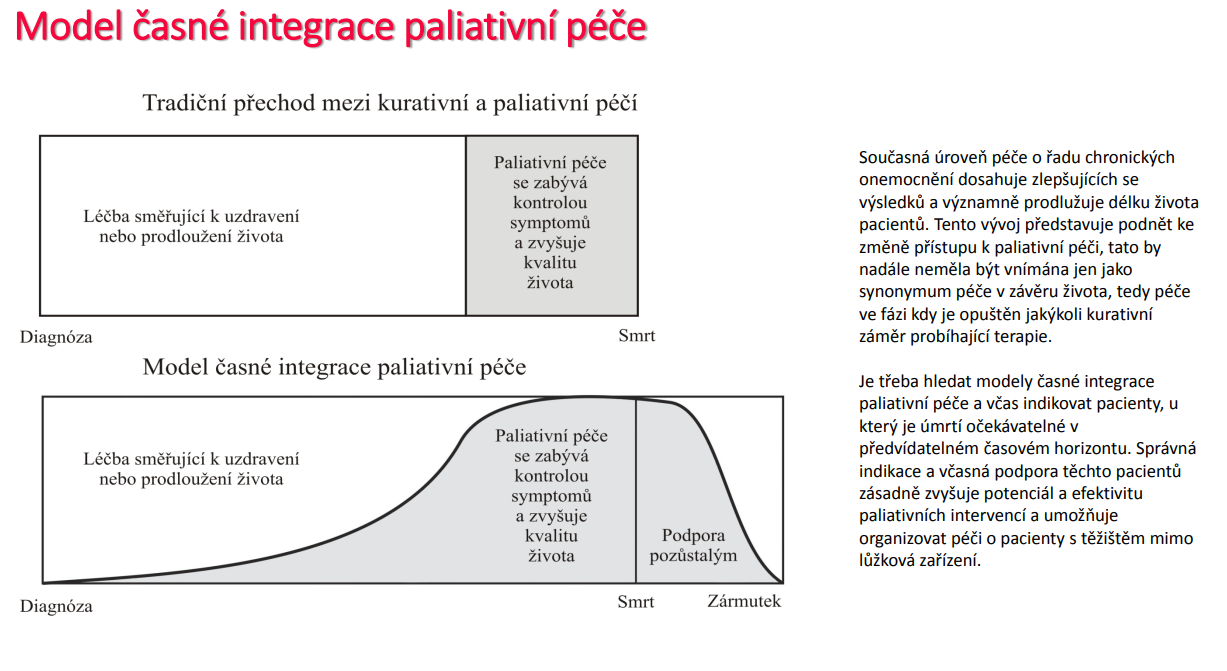 Model časné integrace paliativní péče
Tradiční přechod mezi kurativní a paliativní péčí
Léčba směřující k uzdravení
nebo prodloužení života
Paliativní péče
se zabývá
kontrolou
symptomů
a zvyšuje
kvalitu
života
Diagnóza
Smrt
Model časné integrace paliativní péče
Léčba směřující k uzdravení
nebo prodloužení života
Paliativní péče
se zabývá
kontrolou
symptomů
a zvyšuje
kvalitu
života
Podpora
pozůstalým
Diagnóza
Smrt
Zármutek
Současná úroveň péče o řadu chronických
onemocnění dosahuje zlepšujících se
výsledků a významně prodlužuje délku života
pacientů. Tento vývoj představuje podnět ke
změně přístupu k paliativní péči, tato by
nadále neměla být vnímána jen jako
synonymum péče v závěru života, tedy péče
ve fázi kdy je opuštěn jakýkoli kurativní
záměr probíhající terapie.
Je třeba hledat modely časné integrace
paliativní péče a včas indikovat pacienty, u
který je úmrtí očekávatelné v
předvídatelném časovém horizontu. Správná
indikace a včasná podpora těchto pacientů
zásadně zvyšuje potenciál a efektivitu
paliativních intervencí a umožňuje
organizovat péči o pacienty s těžištěm mimo
lůžková zařízení.